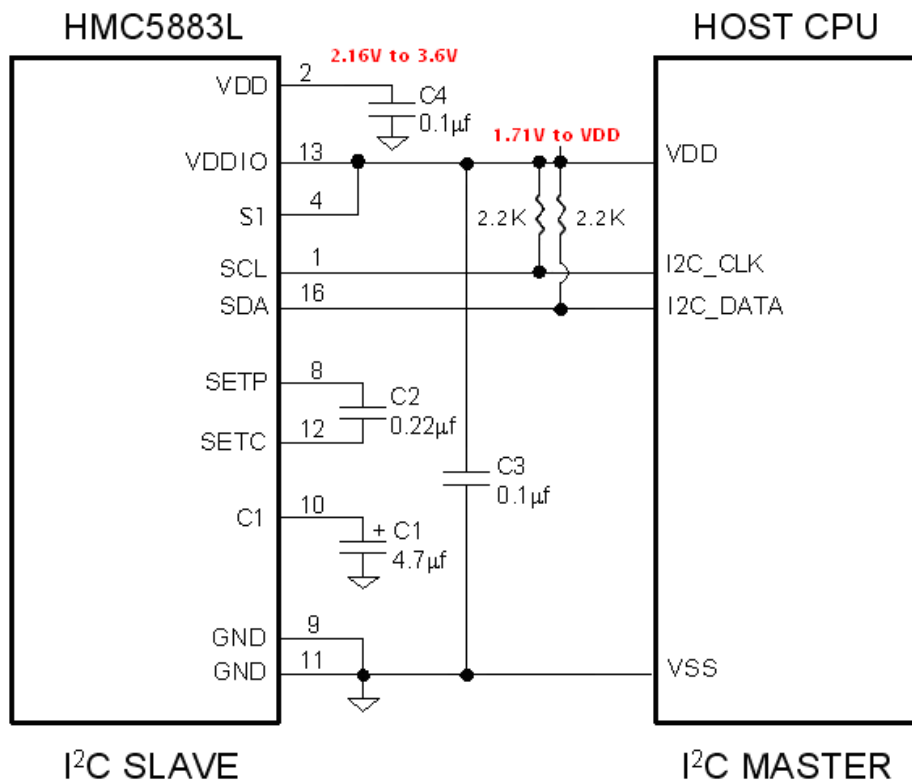 HMC5883L
HOST CPU
2.16V to 3.6V
VDD
2
C4
0.1µf
1.71V to VDD
VDDIO
13
VDD
S1
4
2.2K
2.2K
SCL
1
I2C_CLK
SDA
16
I2C_DATA
SETP
8
C2
0.22µf
SETC
12
C3
0.1µf
C1
10
+ C1
4.7µf
GND
9
GND
11
VSS
I²C SLAVE
I²C MASTER